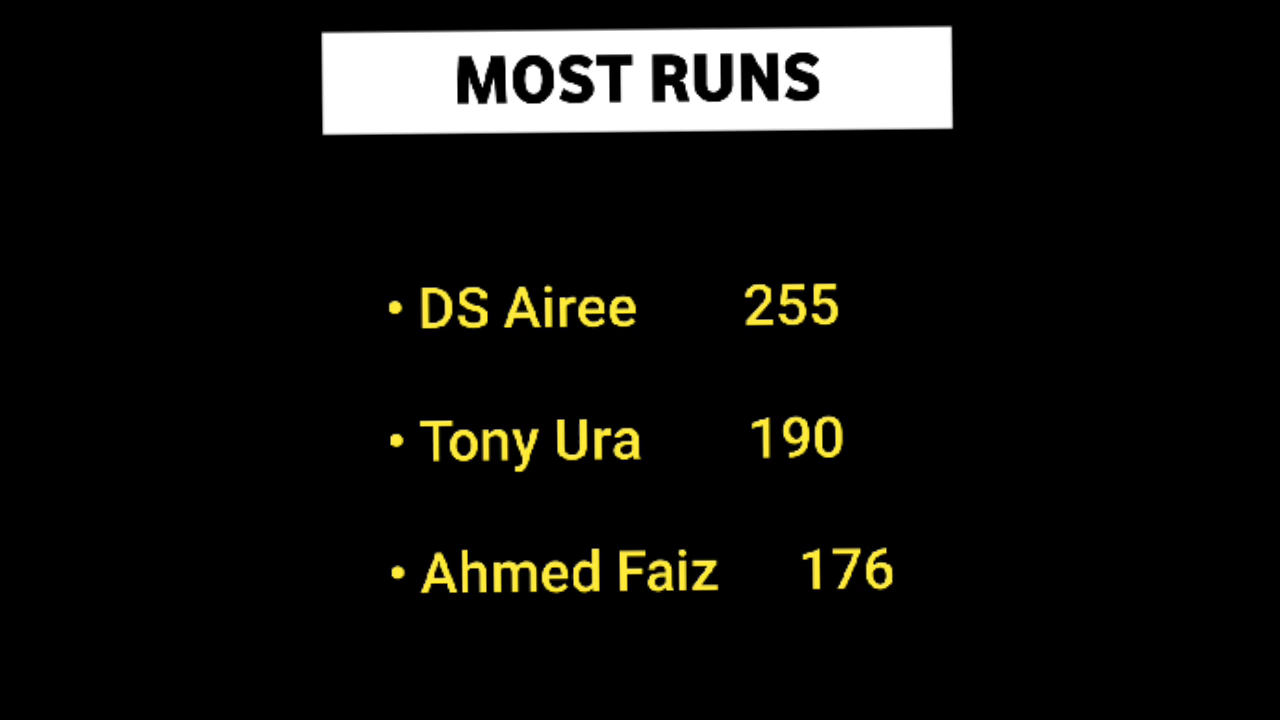 MOST RUNS
• DS Airee 255
• Tony Ura 190
• Ahmed Faiz 176